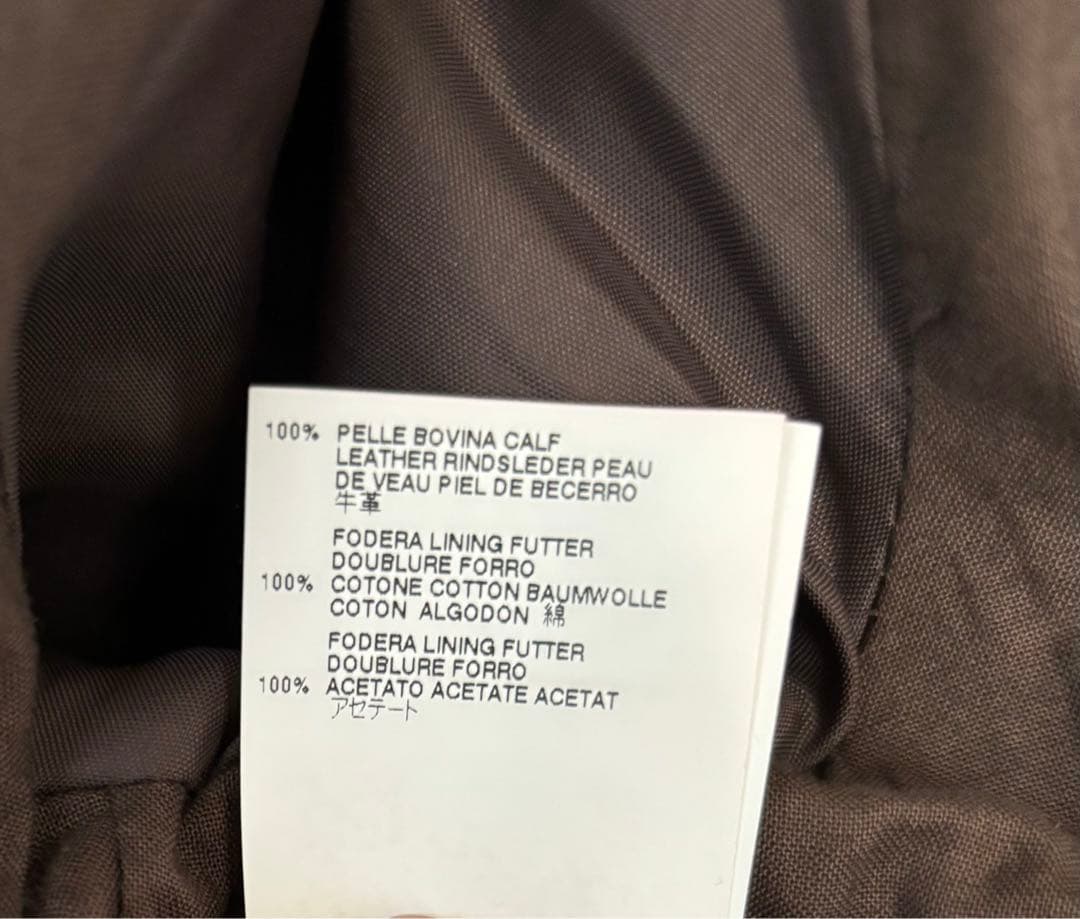 100% PELLE BOVINA CALF
LEATHER RINDSLEDER PEAU
DE VEAU PIEL DE BECERRO
牛革
FODERA LINING FUTTER
DOUBLURE FORRO
100% COTONE COTTON BAUMWOLLE
COTON ALGODON 綿
FODERA LINING FUTTER
DOUBLURE FORRO
100% ACETATO ACETATE ACETAT
アセテート